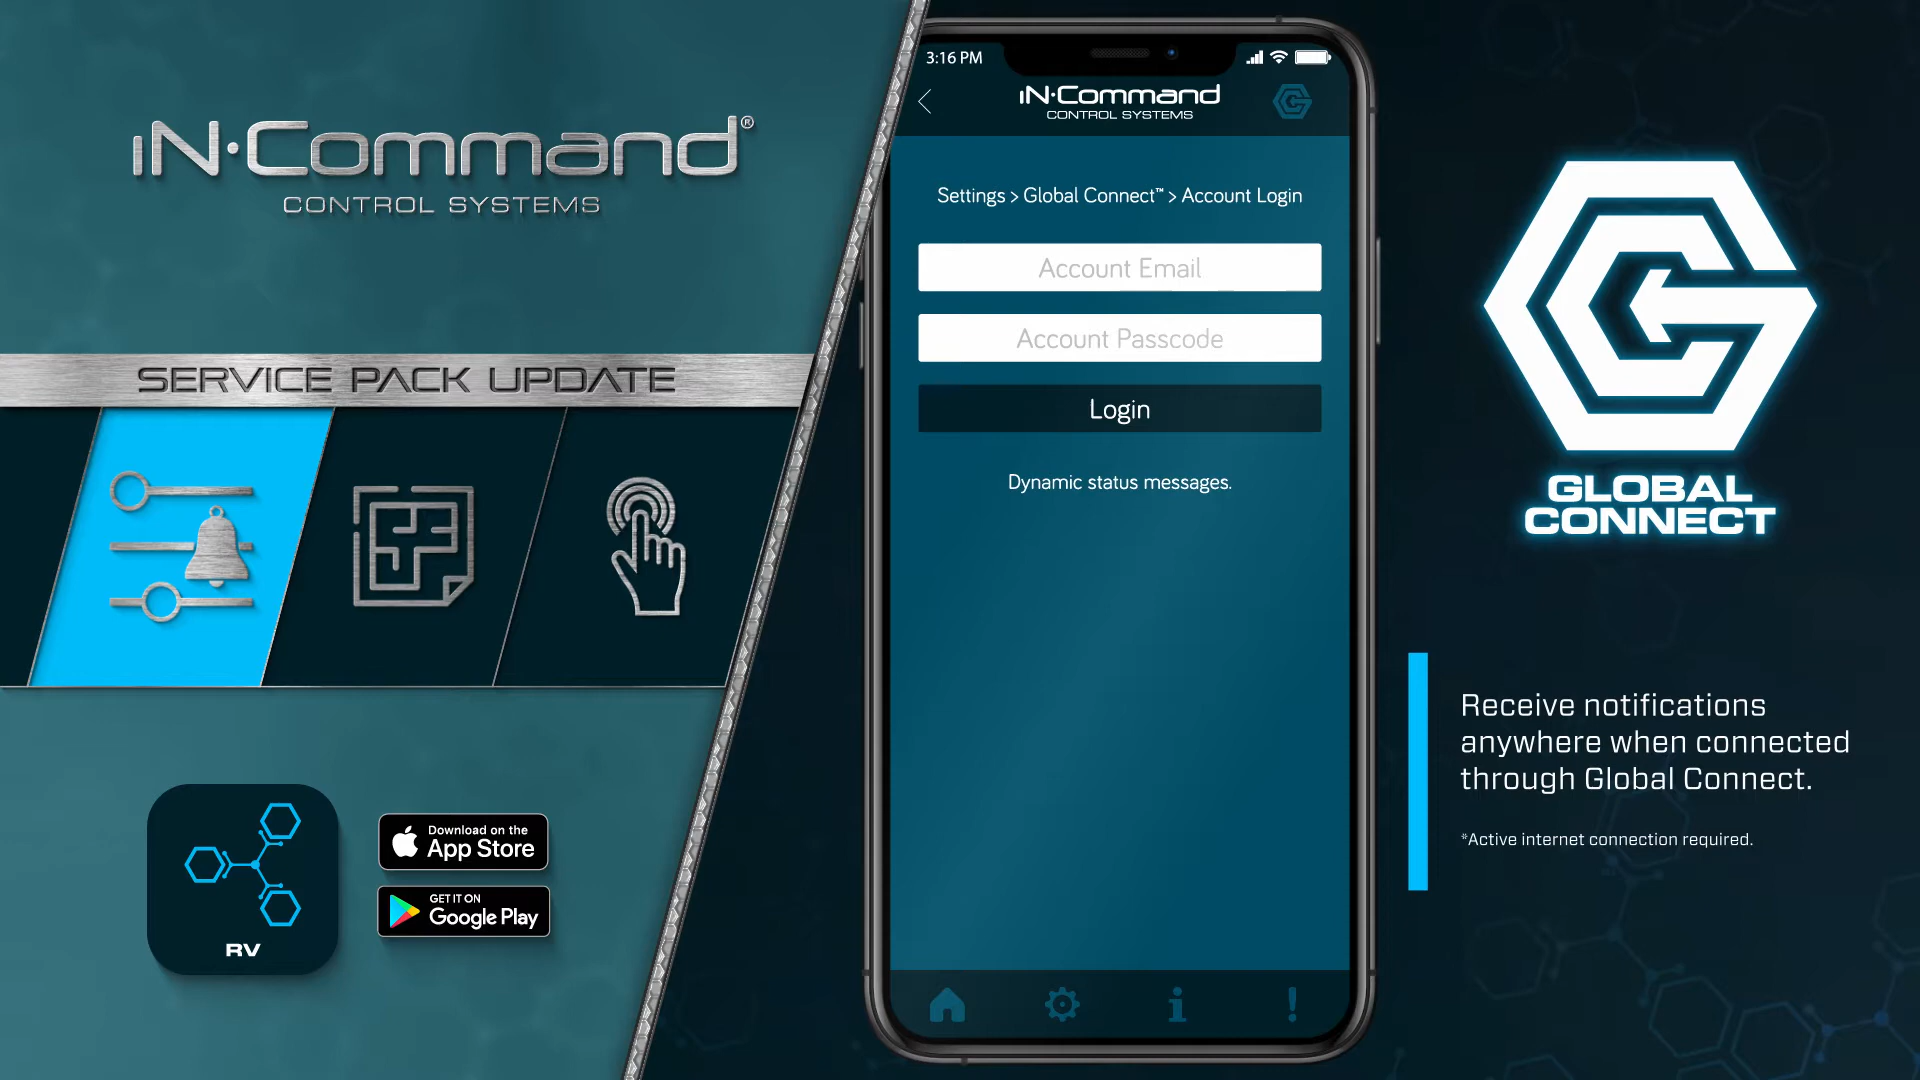 iN·Command®
CONTROL SYSTEMS
SERVICE PACK UPDATE
RV
Download on the
App Store
GET IT ON
Google Play
3:16 PM
iN·Command
CONTROL SYSTEMS
Settings > Global Connect™ > Account Login
Account Email
Account Passcode
Login
Dynamic status messages.
GLOBAL
CONNECT
Receive notifications
anywhere when connected
through Global Connect.
*Active internet connection required.